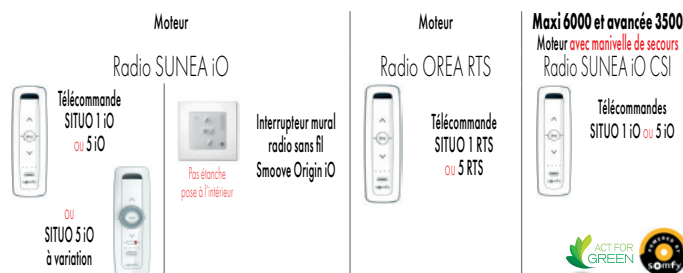 Moteur
Radio SUNEA iO
Télécommande
SITUO 1 iO
ou 5 iO
ou
SITUO 5 iO
à variation
Pas étanche
pose à l'intérieur
Interrupteur mural
radio sans fil
Smoove Origin iO
Moteur
Radio OREA RTS
Télécommande
SITUO 1 RTS
ou 5 RTS
Maxi 6000 et avancée 3500
Moteur avec manivelle de secours
Radio SUNEA iO CSI
Télécommandes
SITUO 1 iO ou 5 iO
ACT FOR
GREEN
POWERED BY
somfy